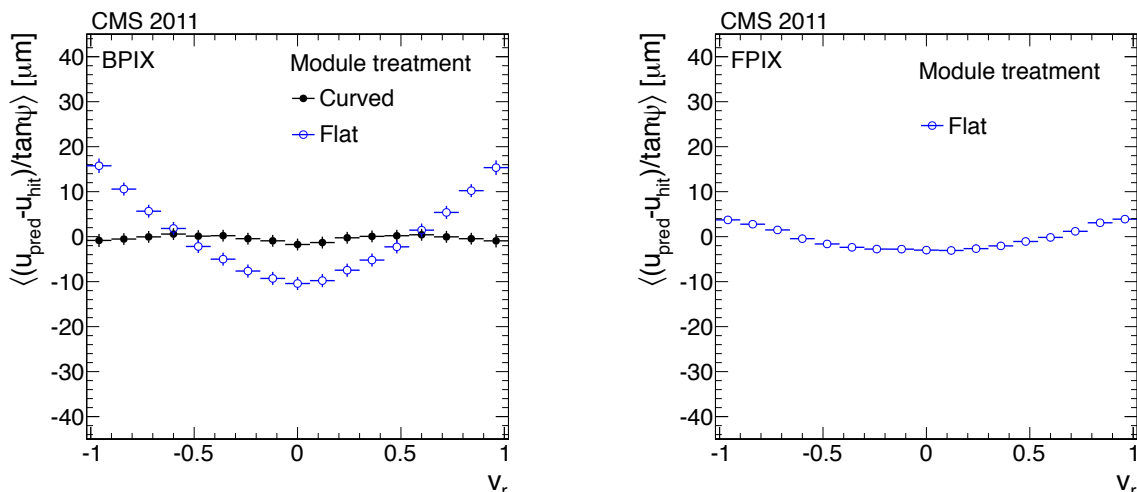 CMS 2011
BPIX
Module treatment
Curved
Flat
⟨(u_pred-u_hit)/tanψ⟩ [μm]
40
30
20
10
0
-10
-20
-30
-40
-1 -0.5 0 0.5 1
v_r
CMS 2011
FPIX
Module treatment
Flat
⟨(u_pred-u_hit)/tanψ⟩ [μm]
40
30
20
10
0
-10
-20
-30
-40
-1 -0.5 0 0.5 1
v_r